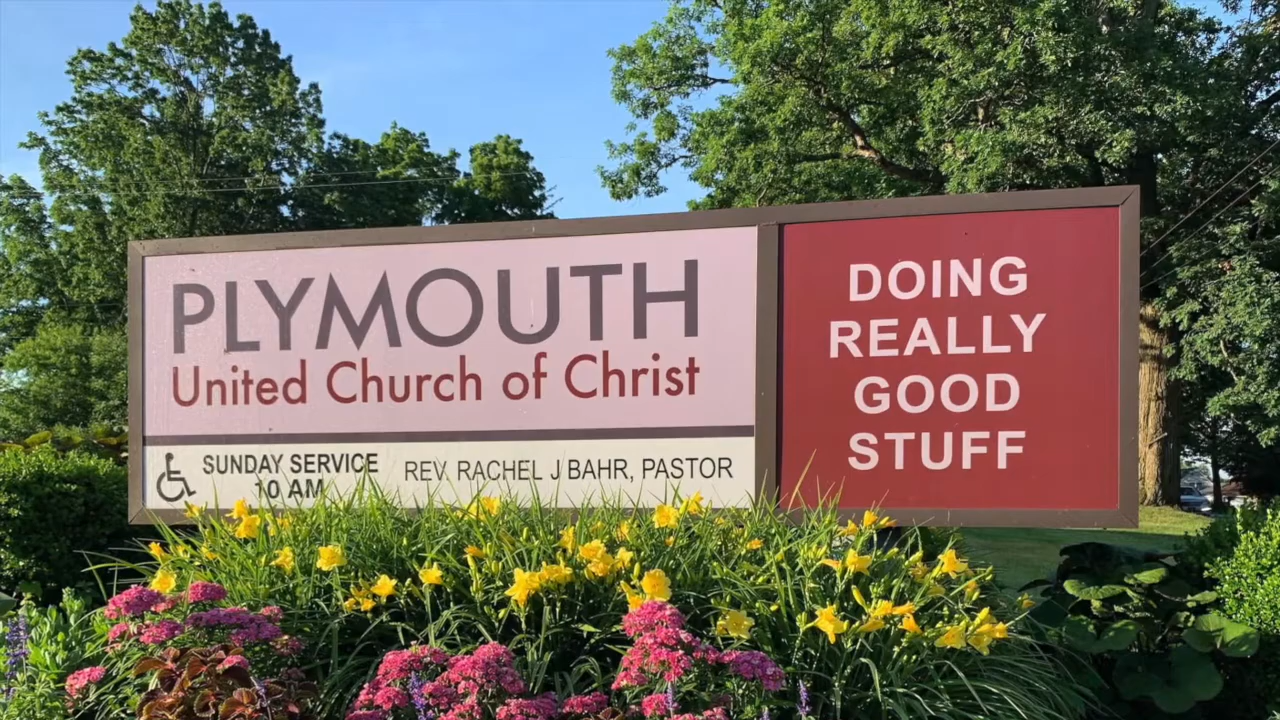 PLYMOUTH
United Church of Christ
SUNDAY SERVICE
10 AM
REV. RACHEL J BAHR, PASTOR
DOING
REALLY
GOOD
STUFF